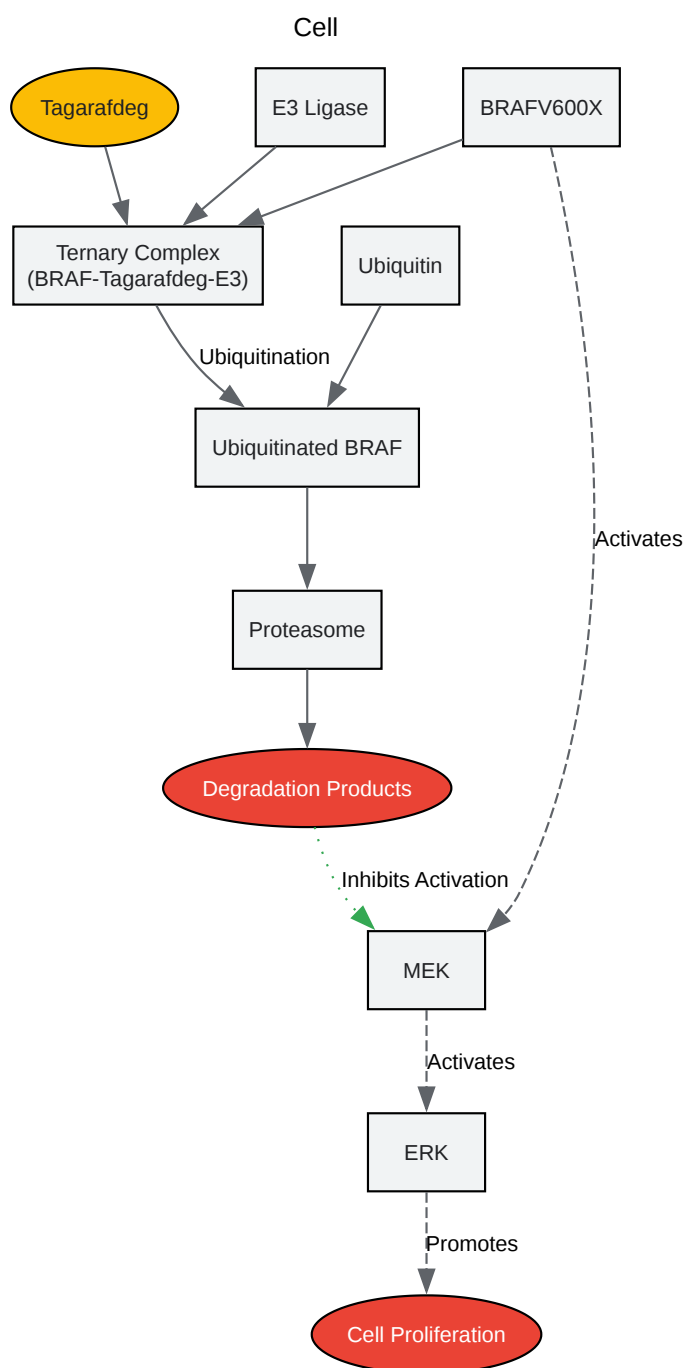 Cell
Tagarafdeg
E3 Ligase
BRAFV600X
Ternary Complex
(BRAF-Tagarafdeg-E3)
Ubiquitin
Ubiquitination
Ubiquitinated BRAF
Activates
Proteasome
Degradation Products
Inhibits Activation
MEK
Activates
ERK
Promotes
Cell Proliferation